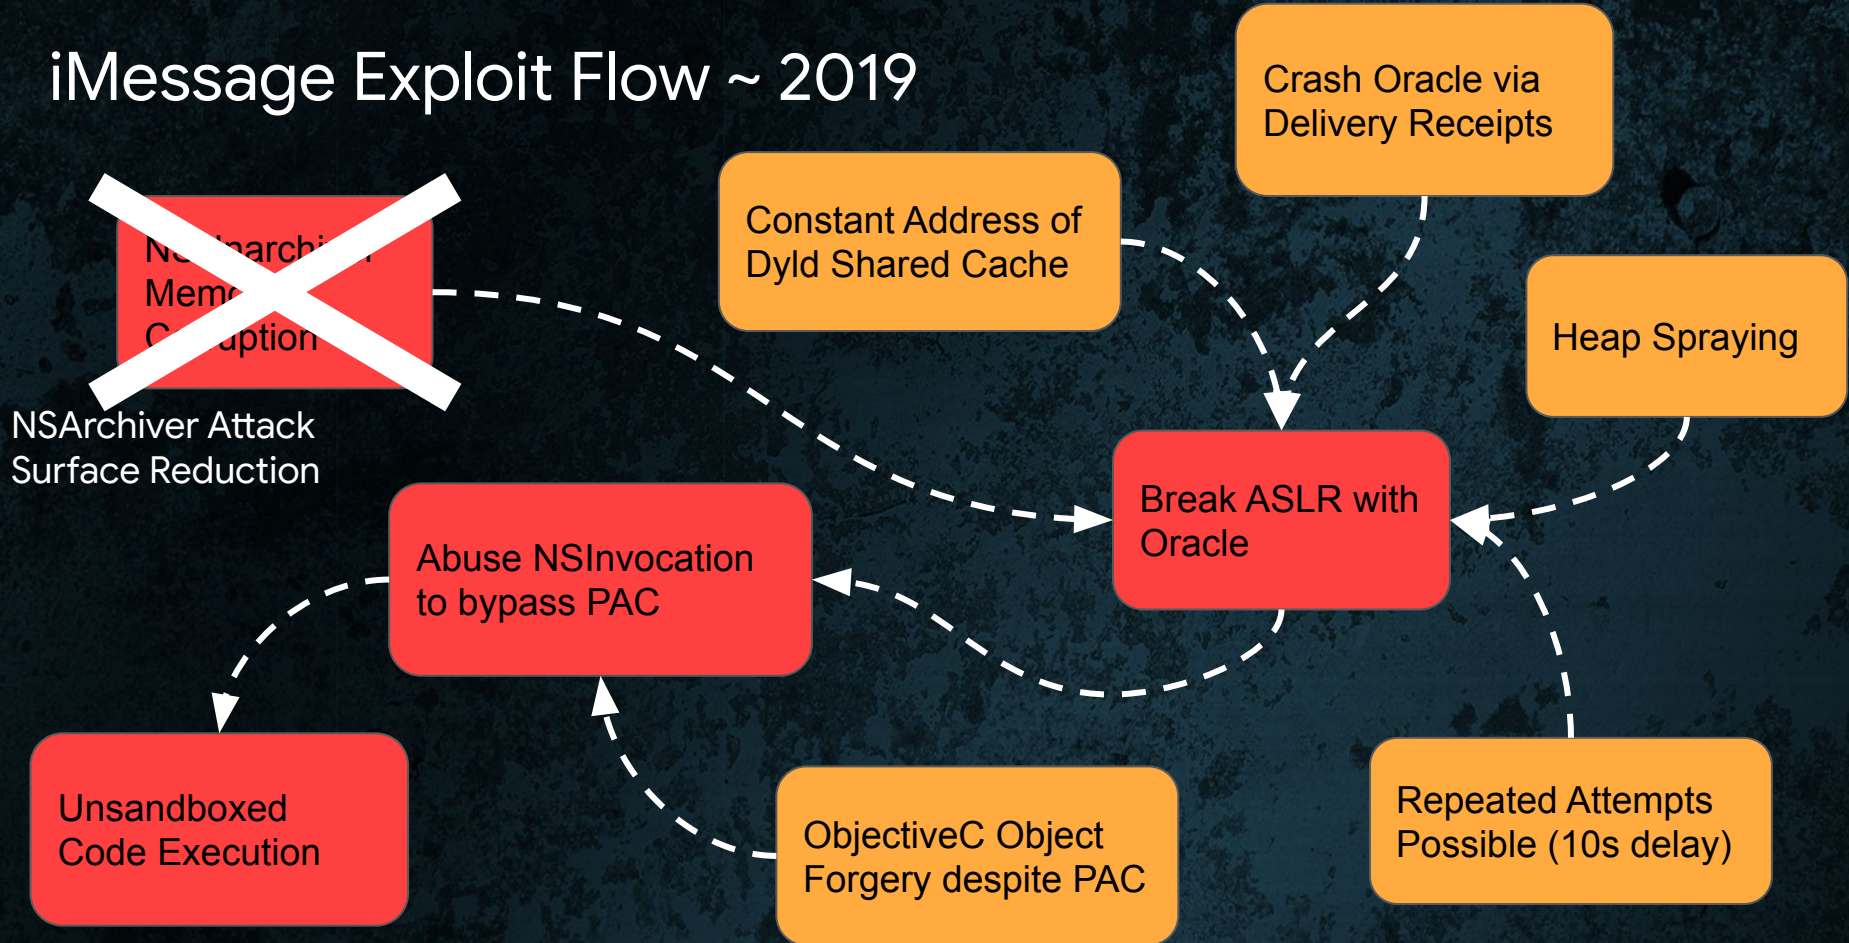 iMessage Exploit Flow ~ 2019
Crash Oracle via
Delivery Receipts
Constant Address of
Dyld Shared Cache
Heap Spraying
NSArchiver Attack
Surface Reduction
Break ASLR with
Oracle
Abuse NSInvocation
to bypass PAC
Unsandboxed
Code Execution
ObjectiveC Object
Forgery despite PAC
Repeated Attempts
Possible (10s delay)